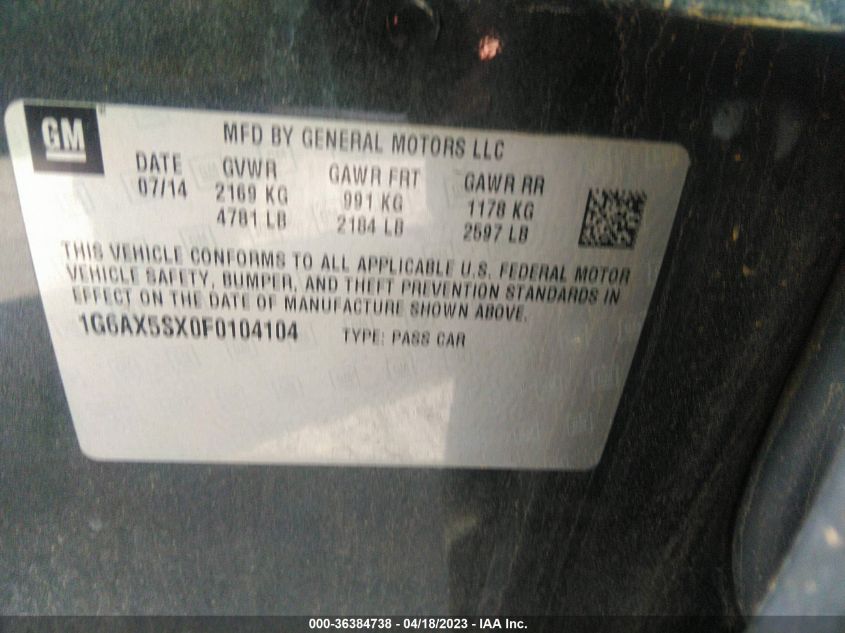 GM
MFD BY GENERAL MOTORS LLC
DATE GVWR GAWR FRT GAWR RR
07/14 2169 KG 991 KG 1178 KG
4781 LB 2184 LB 2597 LB
THIS VEHICLE CONFORMS TO ALL APPLICABLE U.S. FEDERAL MOTOR
VEHICLE SAFETY, BUMPER, AND THEFT PREVENTION STANDARDS IN
EFFECT ON THE DATE OF MANUFACTURE SHOWN ABOVE.
1G6AX5SX0F0104104 TYPE: PASS CAR
000-36384738 - 04/18/2023 - IAA Inc.